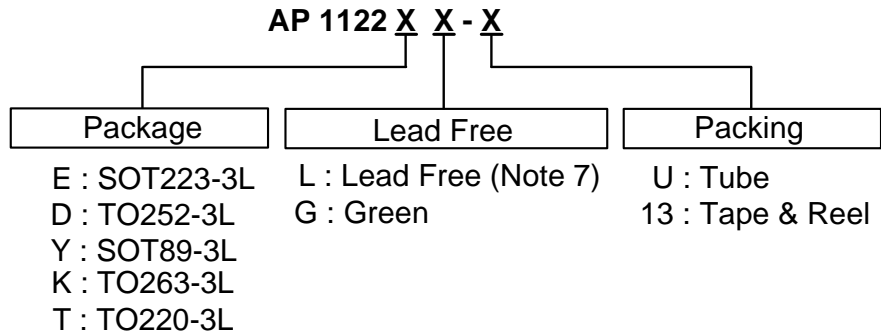 AP 1122 X X - X
Package
Lead Free
Packing
E : SOT223-3L
D : TO252-3L
Y : SOT89-3L
K : TO263-3L
T : TO220-3L
L : Lead Free (Note 7)
G : Green
U : Tube
13 : Tape & Reel